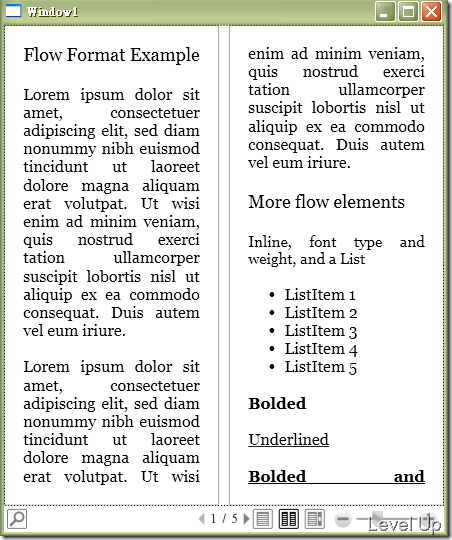 Window1
Flow Format Example
Lorem ipsum dolor sit
amet, consectetuer
adipiscing elit, sed diam
nonummy nibh euismod
tincidunt ut laoreet
dolore magna aliquam
erat volutpat. Ut wisi
enim ad minim veniam,
quis nostrud exerci
tation ullamcorper
suscipit lobortis nisl ut
aliquip ex ea commodo
consequat. Duis autem
vel eum iriure.
Lorem ipsum dolor sit
amet, consectetuer
adipiscing elit, sed diam
nonummy nibh euismod
tincidunt ut laoreet
dolore magna aliquam
erat volutpat. Ut wisi
enim ad minim veniam,
quis nostrud exerci
tation ullamcorper
suscipit lobortis nisl ut
aliquip ex ea commodo
consequat. Duis autem
vel eum iriure.
More flow elements
Inline, font type and
weight, and a List
• ListItem 1
• ListItem 2
• ListItem 3
• ListItem 4
• ListItem 5
Bolded
Underlined
Bolded and
1 / 5
Level Up